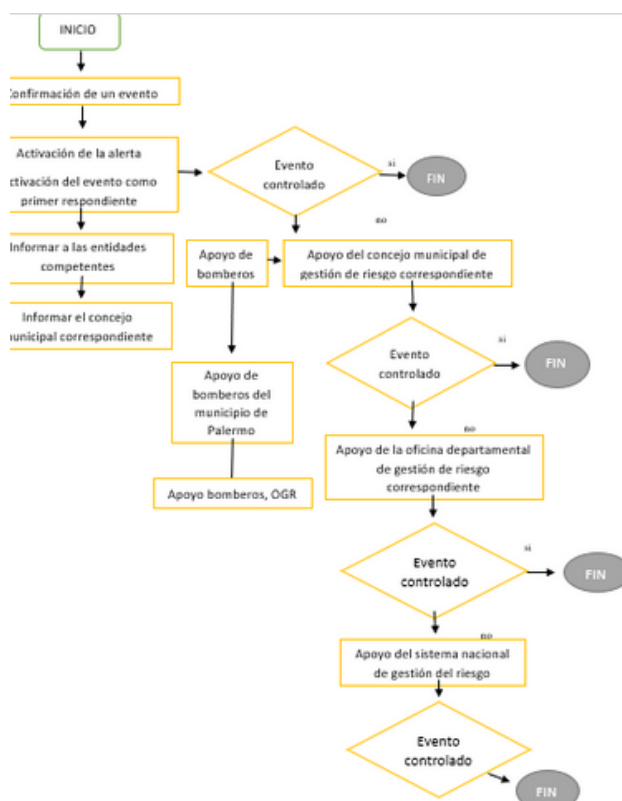 INICIO
Confirmación de un evento
Activación de la alerta
Activación del evento como
primer respondiente
Evento
controlado
si
FIN
no
Informar a las entidades
competentes
Apoyo de
bomberos
Apoyo del concejo municipal de
gestión de riesgo correspondiente
Informar el concejo
municipal correspondiente
Evento
controlado
si
FIN
no
Apoyo de
bomberos del
municipio de
Palermo
Apoyo bomberos, OGR
Apoyo de la oficina departamental
de gestión de riesgo
correspondiente
Evento
controlado
si
FIN
no
Apoyo del sistema nacional
de gestión del riesgo
Evento
controlado
FIN